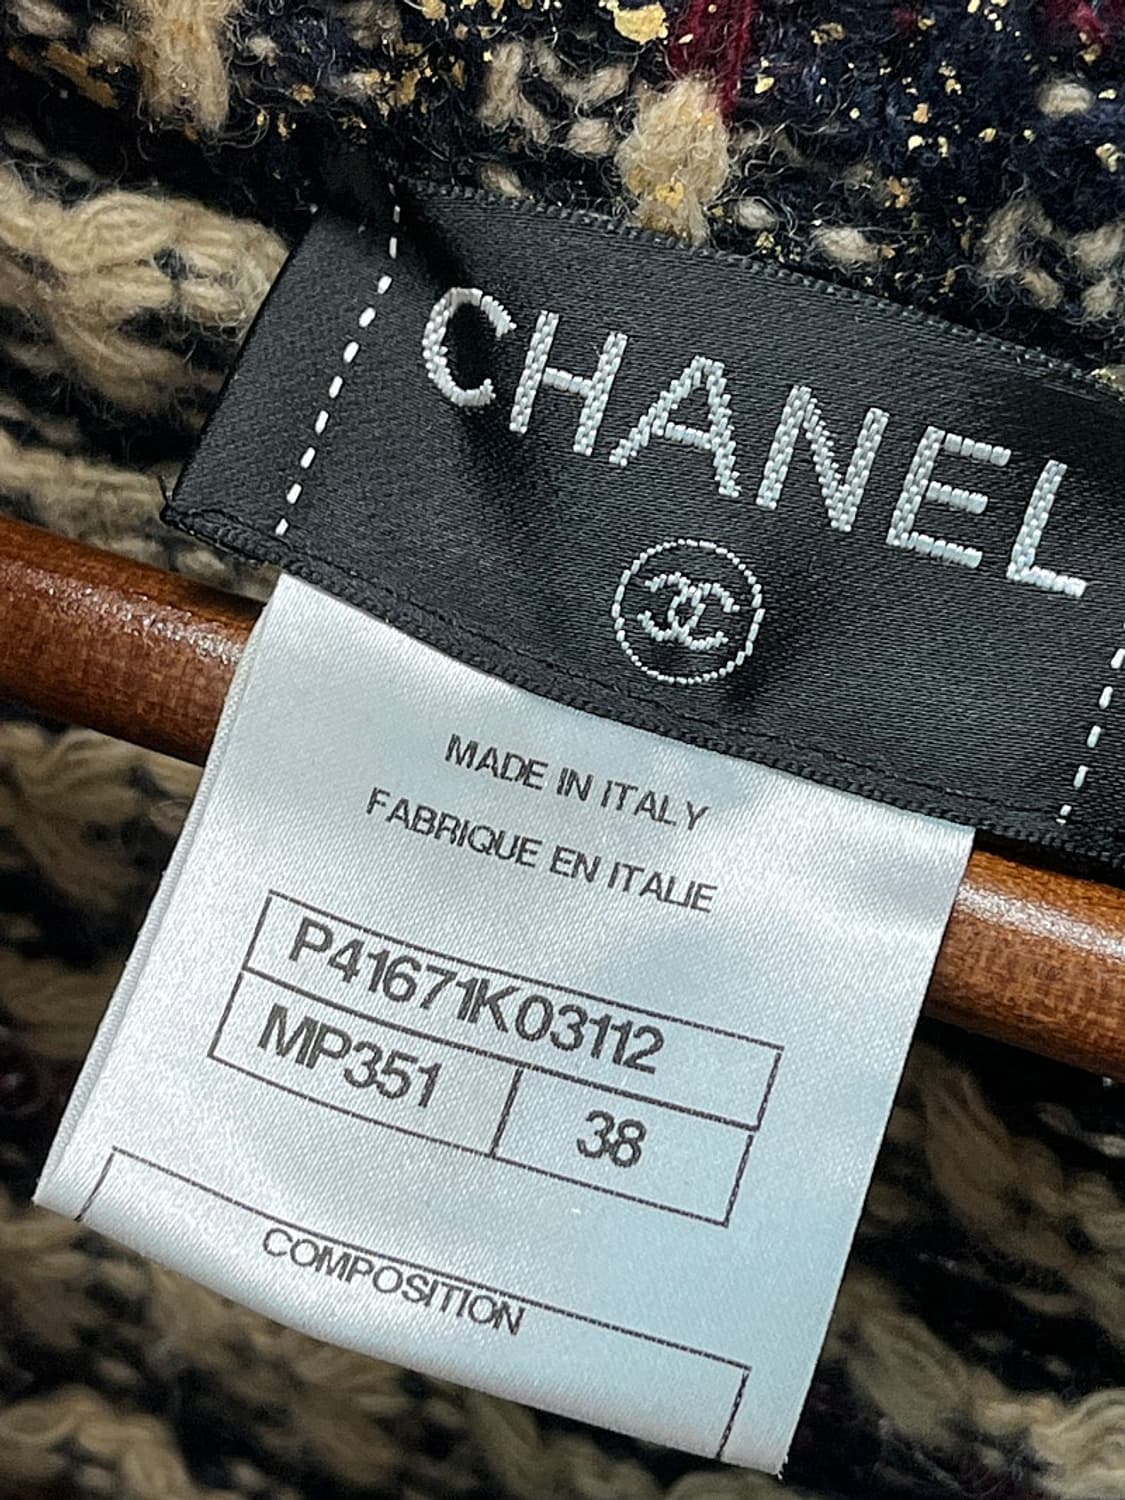 CHANEL
MADE IN ITALY
FABRIQUE EN ITALIE
P41671K03112
MP351 38
COMPOSITION